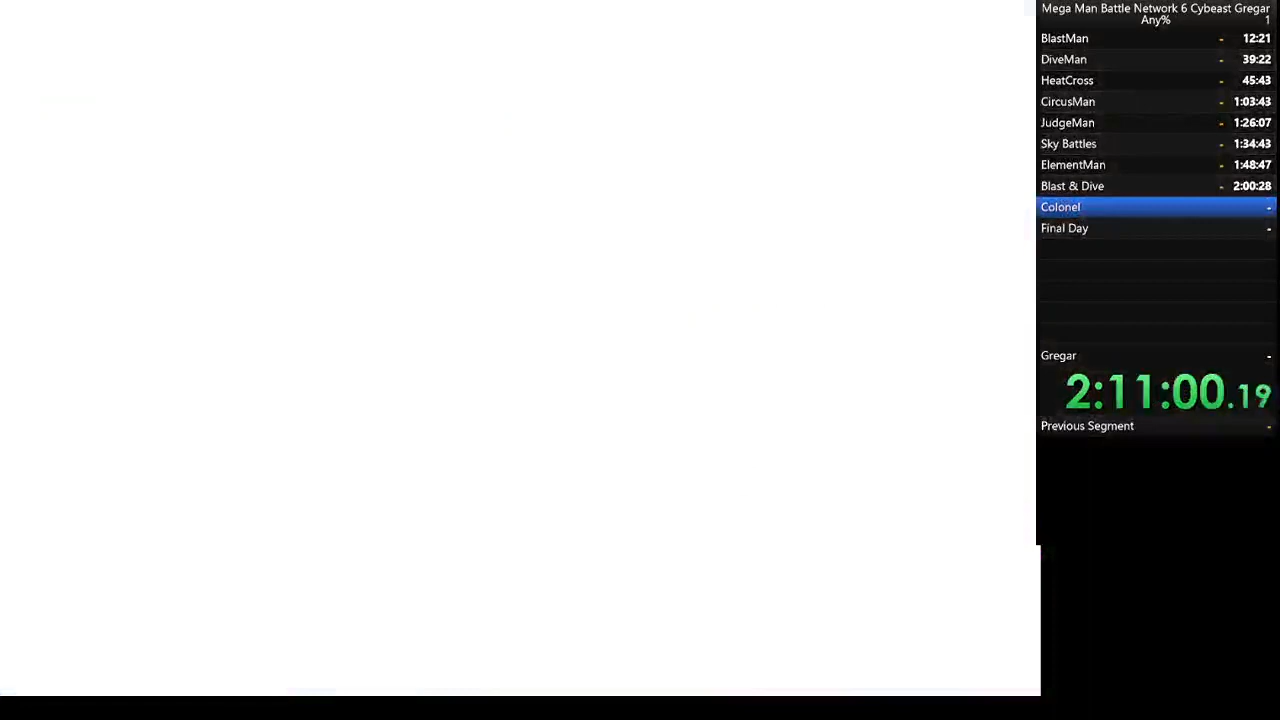 Mega Man Battle Network 6 Cybeast Gregar
Any% 1
BlastMan - 12:21
DiveMan - 39:22
HeatCross - 45:43
CircusMan - 1:03:43
JudgeMan - 1:26:07
Sky Battles - 1:34:43
ElementMan - 1:48:47
Blast & Dive - 2:00:28
Colonel -
Final Day -
Gregar -
2:11:00.19
Previous Segment -